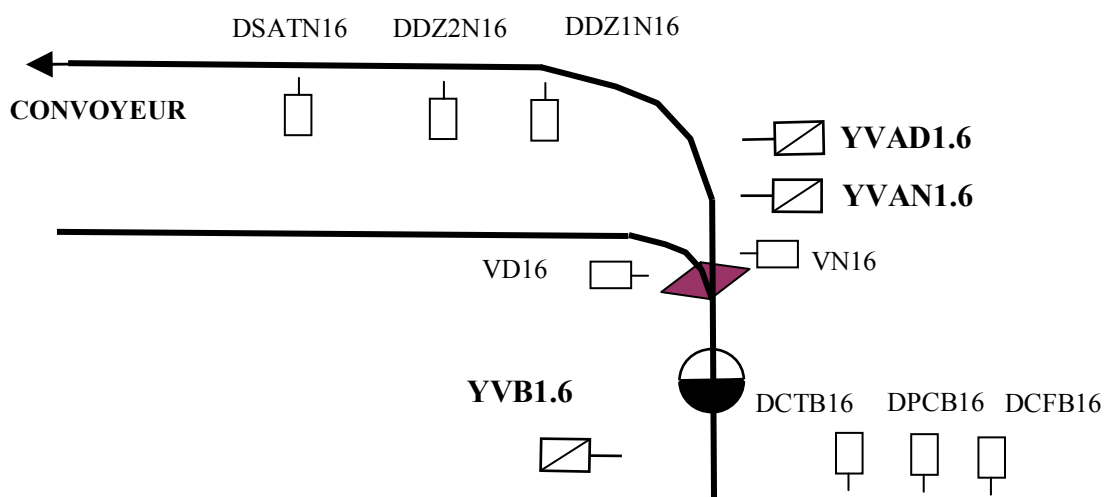 DSATN16 DDZ2N16 DDZ1N16
CONVOYEUR
YVAD1.6
YVAN1.6
VD16 VN16
YVB1.6
DCTB16 DPCB16 DCFB16